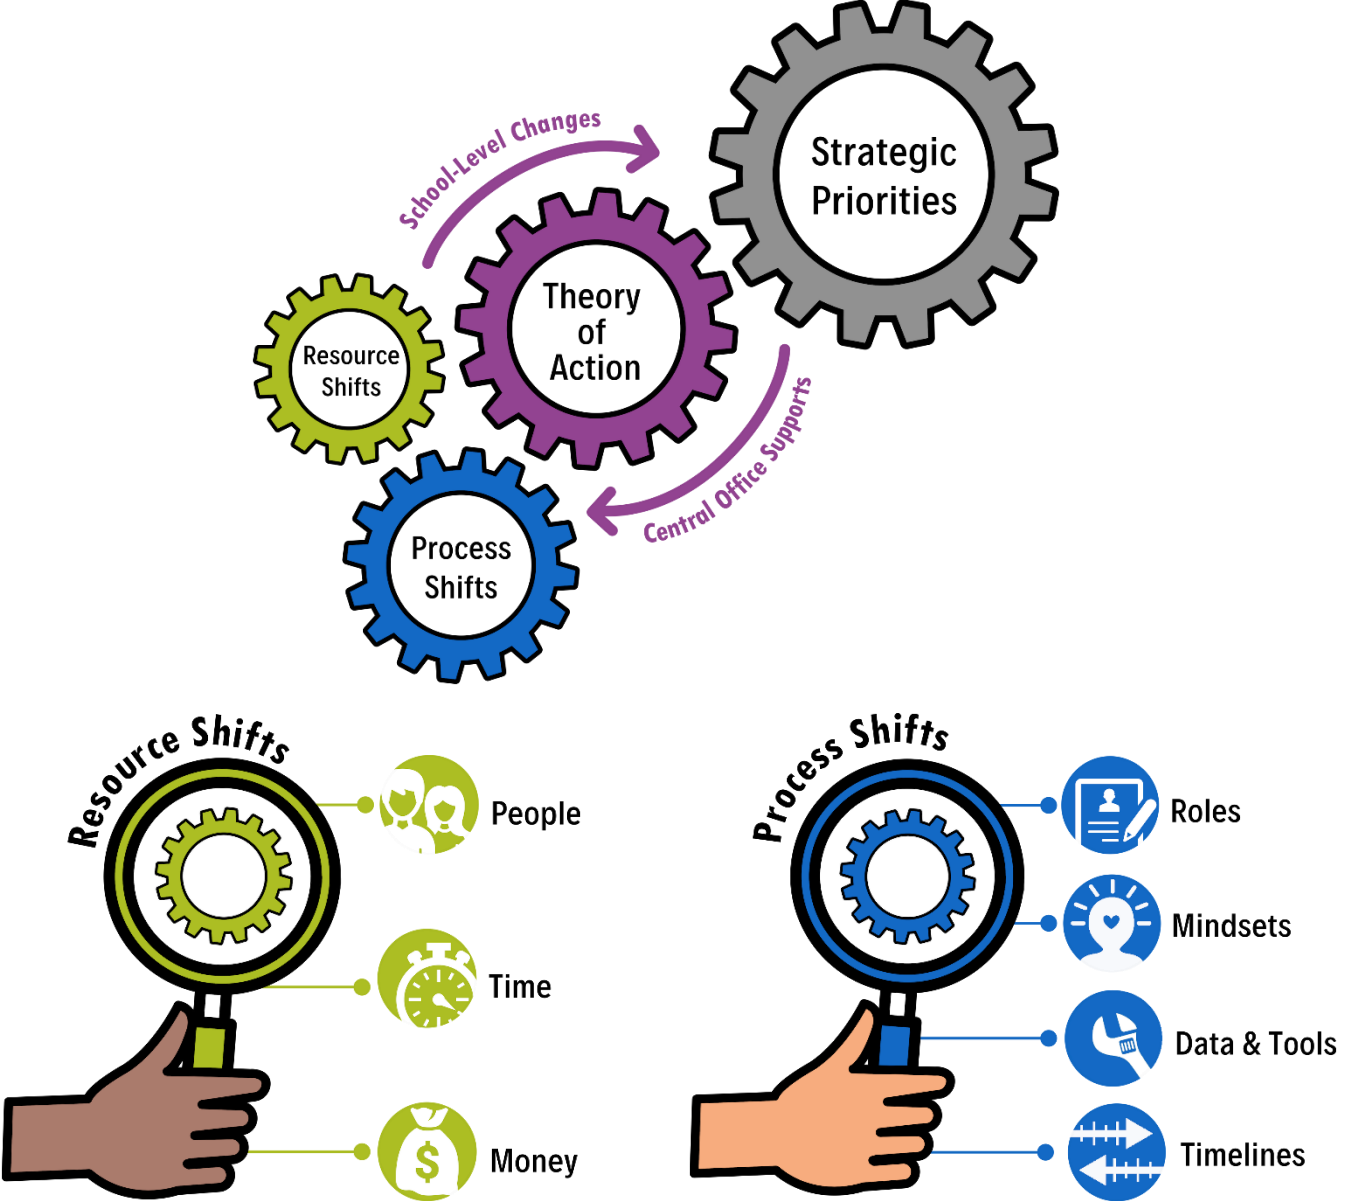 School-Level Changes
Strategic
Priorities
Theory
of
Action
Resource
Shifts
Central Office Supports
Process
Shifts
Resource Shifts
People
Time
$
Money
Process Shifts
Roles
Mindsets
Data & Tools
Timelines